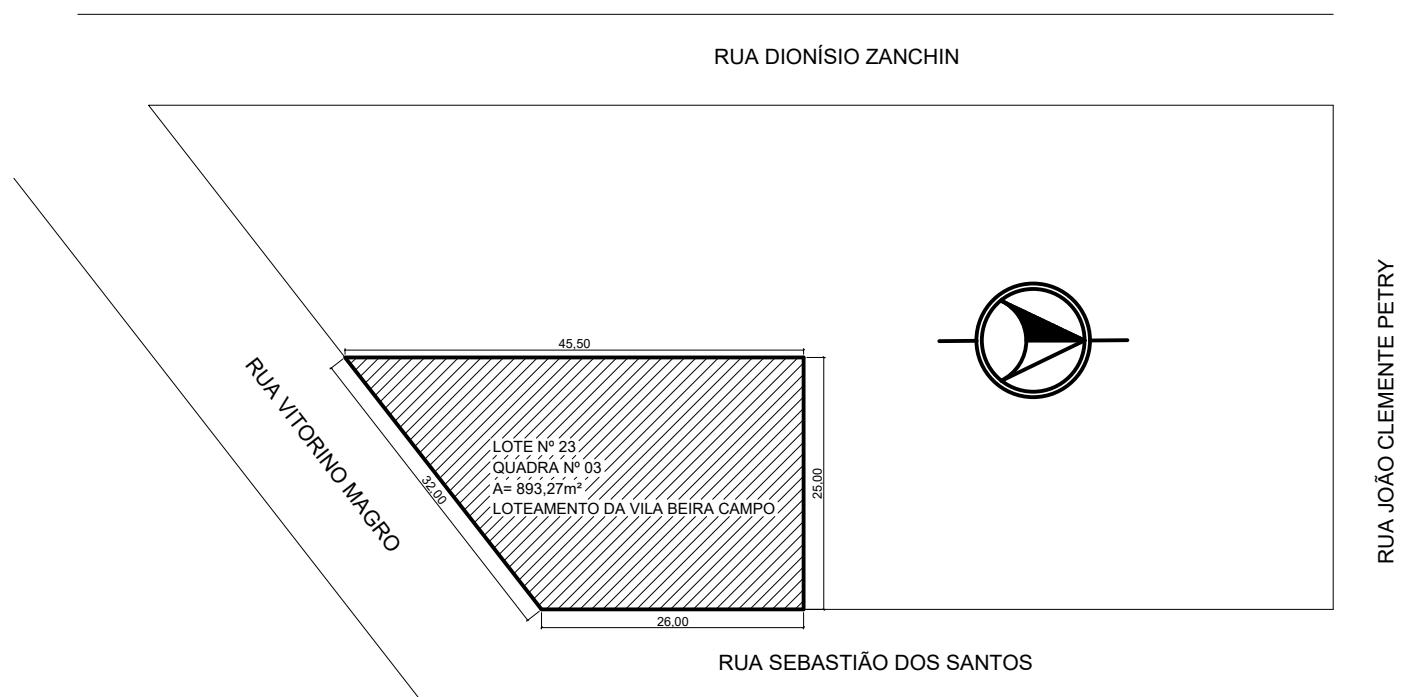 RUA DIONÍSIO ZANCHIN
RUA JOÃO CLEMENTE PETRY
45,50
RUA VITORINO MAGRO
32,00
LOTE Nº 23
QUADRA Nº 03
A= 893,27m²
LOTEAMENTO DA VILA BEIRA CAMPO
25,00
26,00
RUA SEBASTIÃO DOS SANTOS